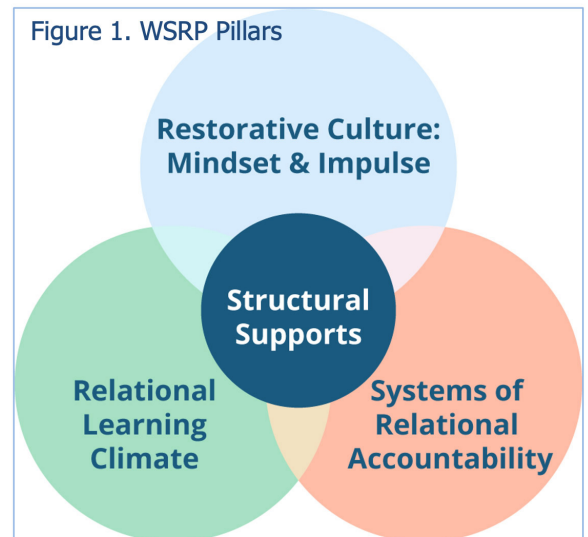 Figure 1. WSRP Pillars
Restorative Culture:
Mindset & Impulse
Structural
Supports
Relational
Learning
Climate
Systems of
Relational
Accountability